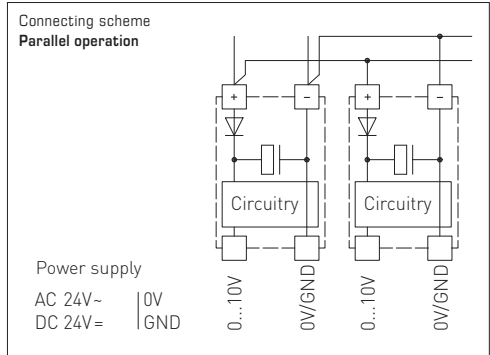 Connecting scheme
Parallel operation
+ − + −
Circuitry Circuitry
Power supply
AC 24V~ 0V
DC 24V= GND
0...10V
0V/GND
0...10V
0V/GND